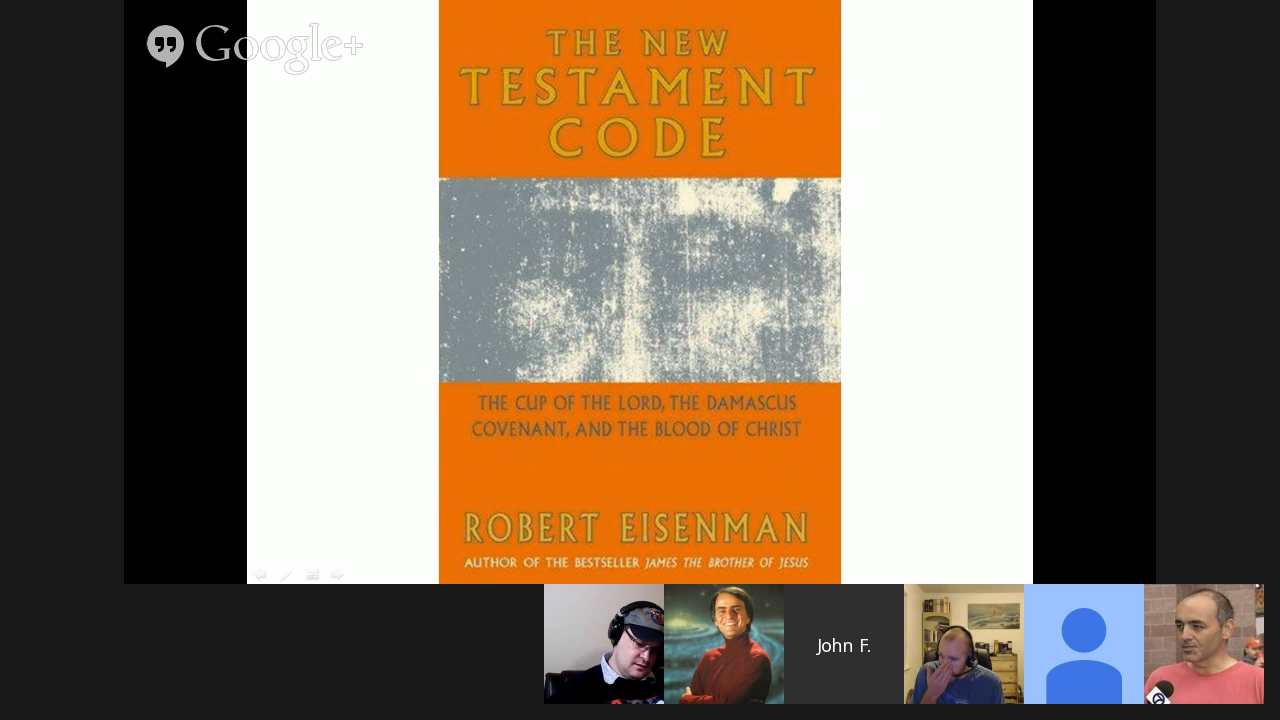 Google+
THE NEW
TESTAMENT
CODE
THE CUP OF THE LORD, THE DAMASCUS
COVENANT, AND THE BLOOD OF CHRIST
ROBERT EISENMAN
AUTHOR OF THE BESTSELLER JAMES THE BROTHER OF JESUS
John F.